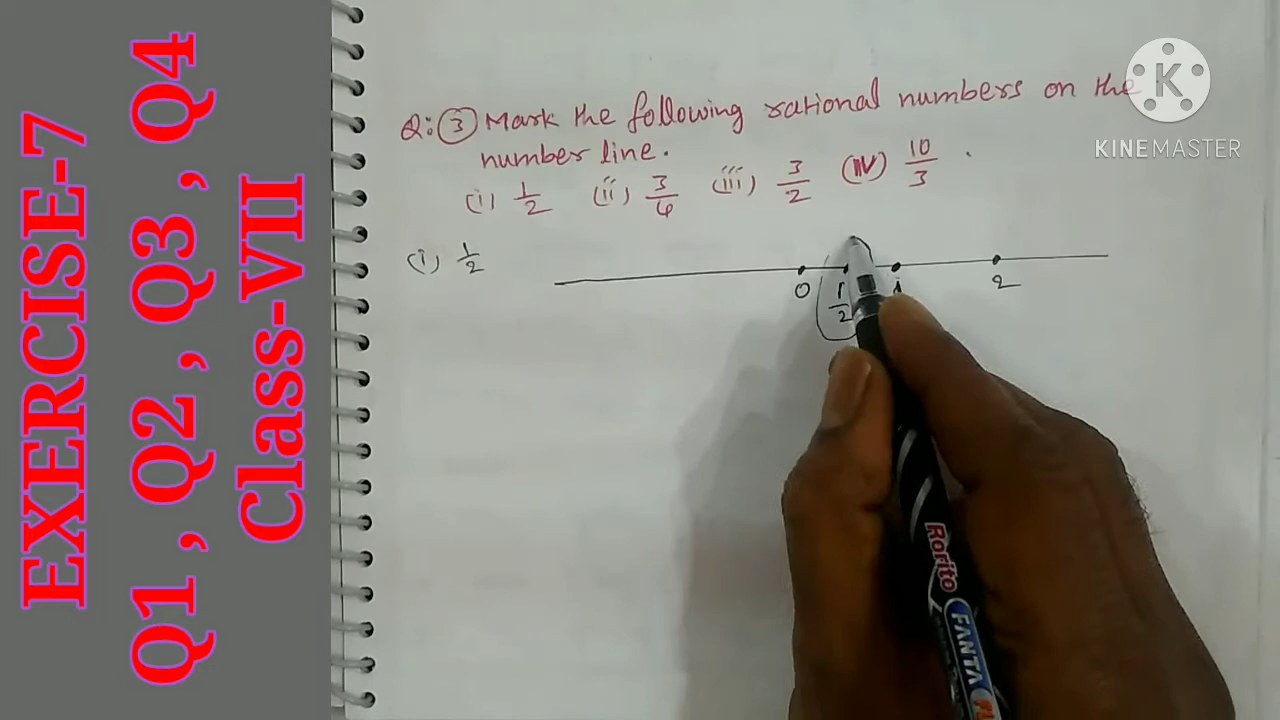 EXERCISE-7
Q1 , Q2 , Q3 , Q4
Class-VII
K
KINEMASTER
Q: ③ Mark the following rational numbers on the
number line.
(i) 1/2 (ii) 3/4 (iii) 3/2 (iv) 10/3 .
(i) 1/2
0 1/2 1 2
Rorito
FANTA